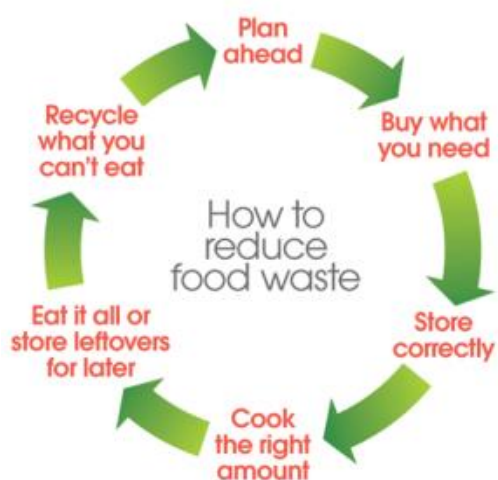 How to
reduce
food waste
Plan
ahead
Buy what
you need
Store
correctly
Cook
the right
amount
Eat it all or
store leftovers
for later
Recycle
what you
can't eat